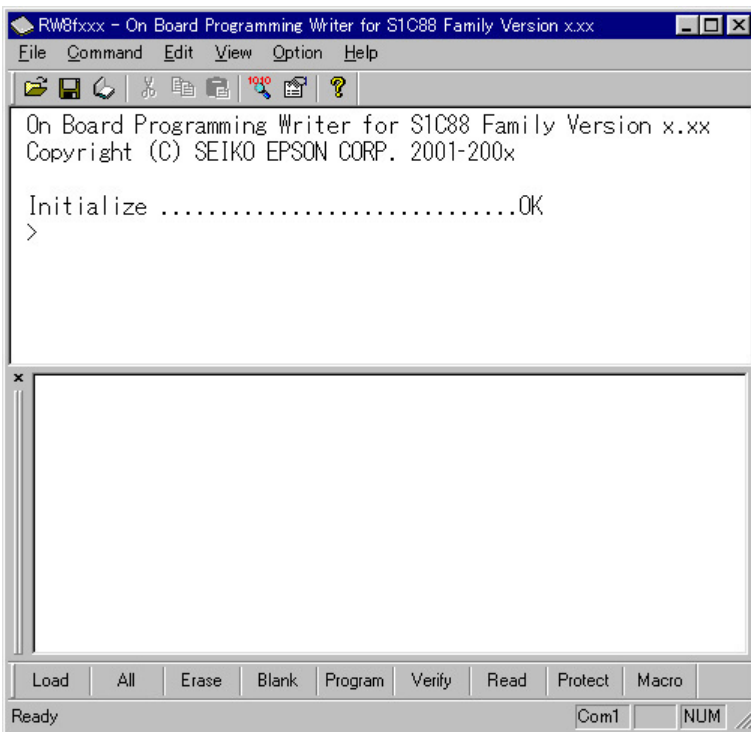 RW8fxxx - On Board Programming Writer for S1C88 Family Version x.xx
File Command Edit View Option Help
On Board Programming Writer for S1C88 Family Version x.xx
Copyright (C) SEIKO EPSON CORP. 2001-200x
Initialize ..............................OK
>
Load All Erase Blank Program Verify Read Protect Macro
Ready Com1 NUM